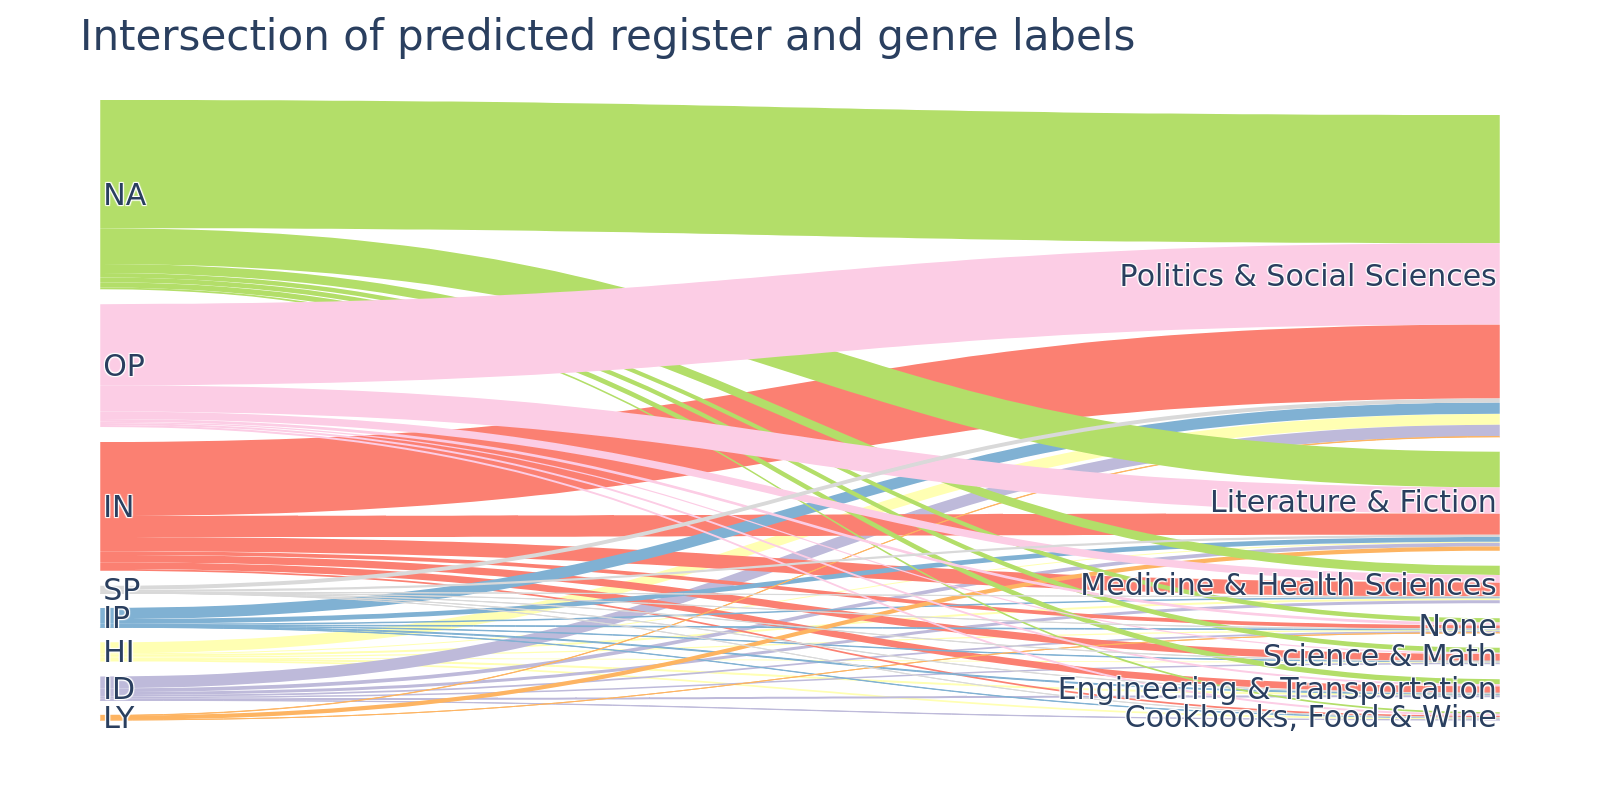 Intersection of predicted register and genre labels
NA
OP
IN
SP
IP
HI
ID
LY
Politics & Social Sciences
Literature & Fiction
Medicine & Health Sciences
None
Science & Math
Engineering & Transportation
Cookbooks, Food & Wine